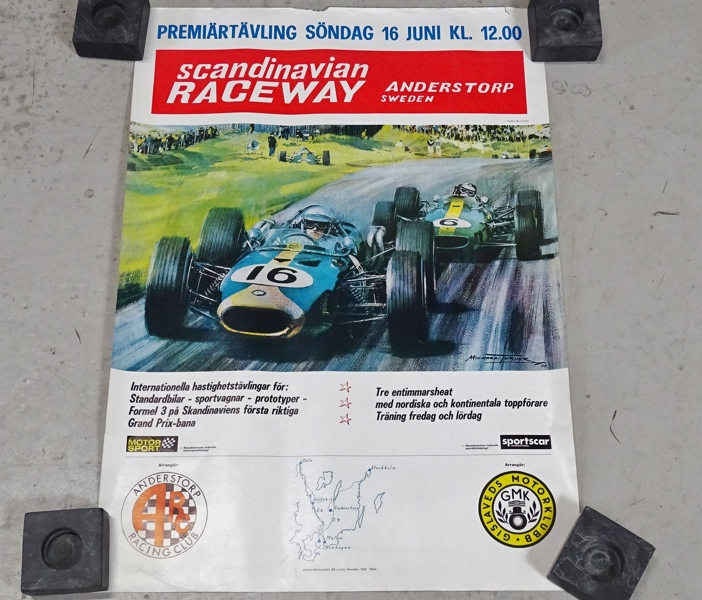 PREMIÄRTÄVLING SÖNDAG 16 JUNI KL. 12.00
scandinavian
RACEWAY
ANDERSTORP
SWEDEN
16
6
Internationella hastighetstävlingar för:
Standardbilar - sportvagnar - prototyper -
Formel 3 på Skandinaviens första riktiga
Grand Prix-bana
Tre entimmarsheat
med nordiska och kontinentala toppförare
Träning fredag och lördag
MOTOR
SPORT
sportscar
Arrangör:
ANDERSTORP
ARC
RACING CLUB
Oslo
Stockholm
Anderstorp
Arrangör:
GISLAVEDS MOTORKLUBB
GMK